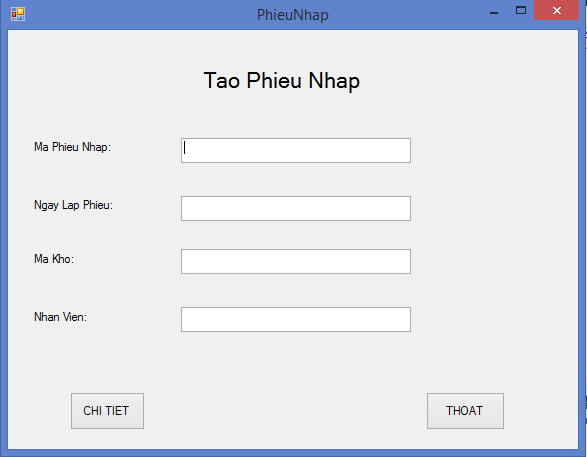 PhieuNhap
Tao Phieu Nhap
Ma Phieu Nhap:
Ngay Lap Phieu:
Ma Kho:
Nhan Vien:
CHI TIET
THOAT